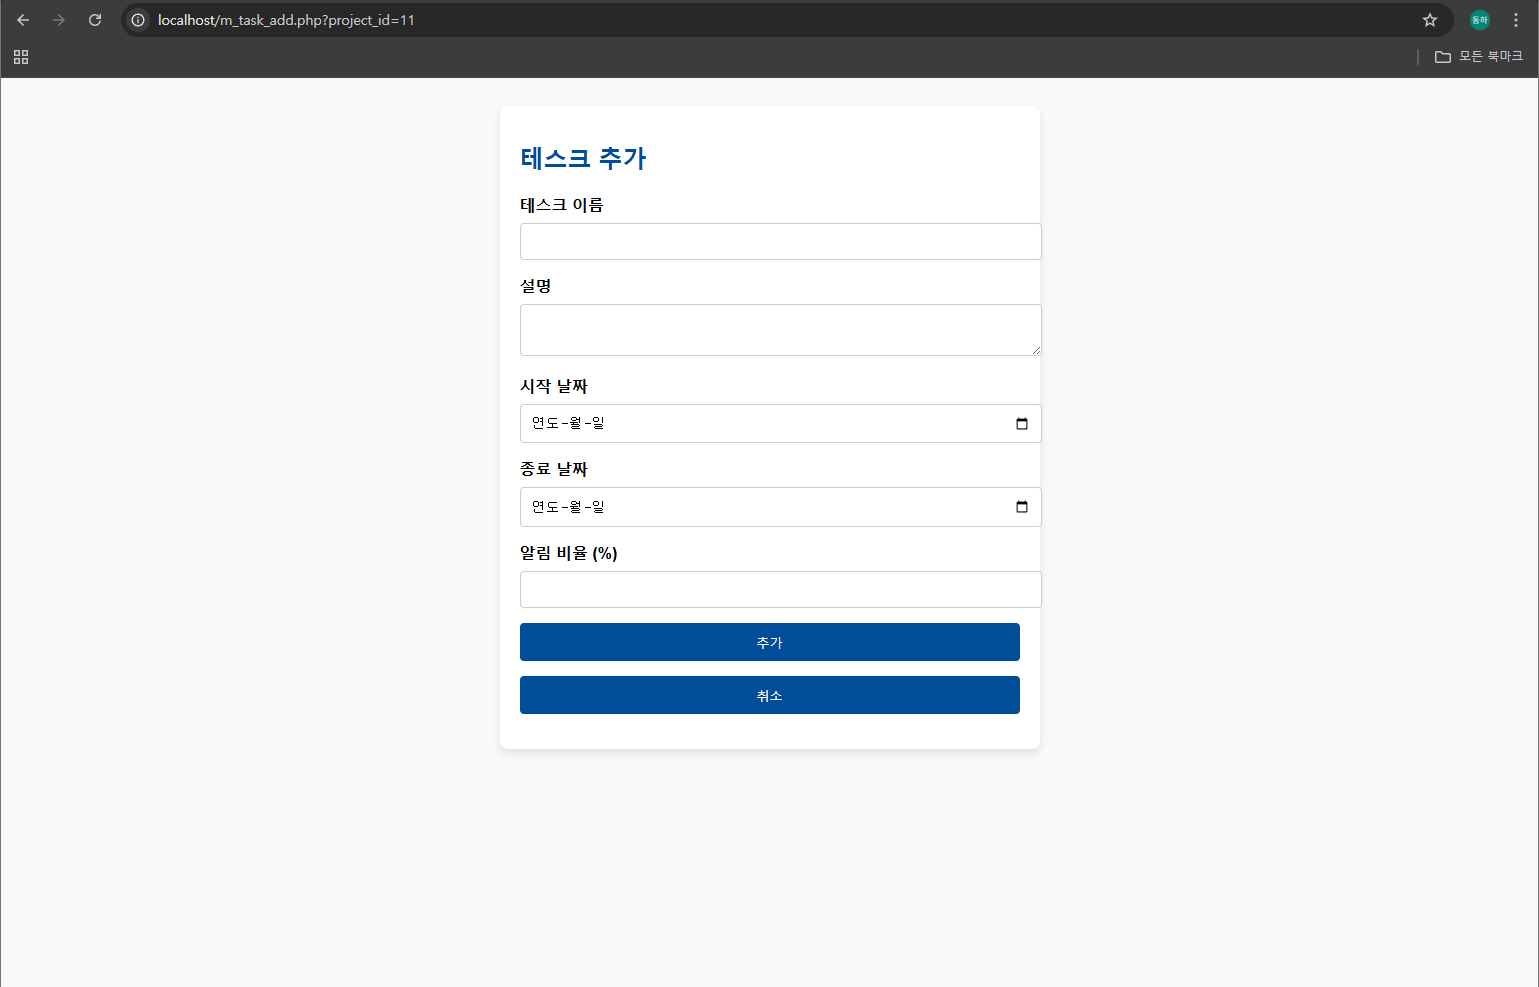 localhost/m_task_add.php?project_id=11
동하
모든 북마크
테스크 추가
테스크 이름
설명
시작 날짜
연도-월-일
종료 날짜
연도-월-일
알림 비율 (%)
추가
취소